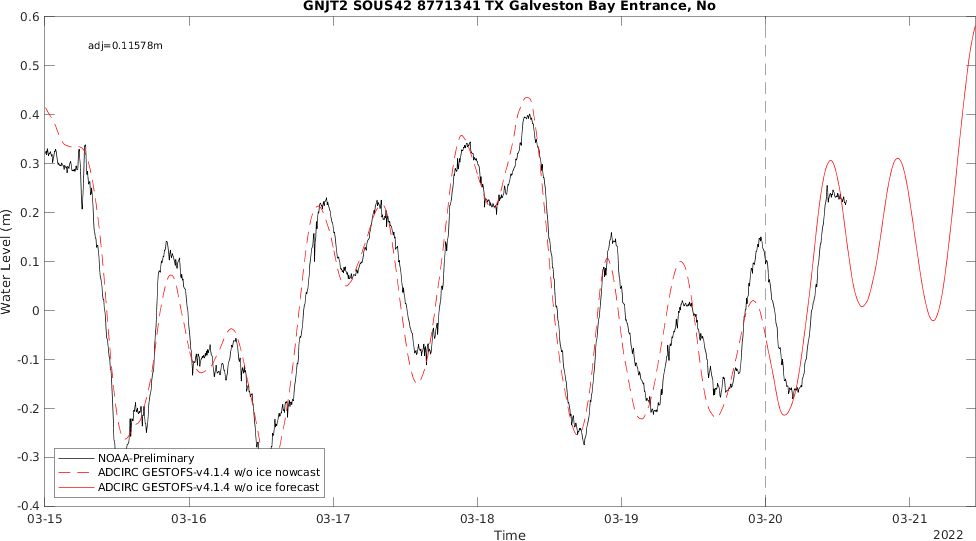 GNJT2 SOUS42 8771341 TX Galveston Bay Entrance, No
adj=0.11578m
0.6
0.5
0.4
0.3
0.2
0.1
0
-0.1
-0.2
-0.3
-0.4
Water Level (m)
NOAA-Preliminary
ADCIRC GESTOFS-v4.1.4 w/o ice nowcast
ADCIRC GESTOFS-v4.1.4 w/o ice forecast
03-15 03-16 03-17 03-18 03-19 03-20 03-21
Time
2022